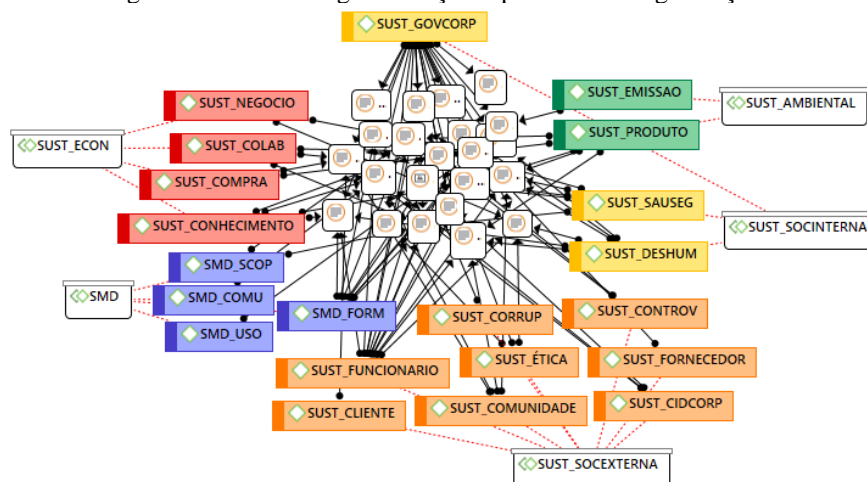 SUST_GOVCORP
SUST_EMISSAO
SUST_NEGOCIO
SUST_AMBIENTAL
SUST_PRODUTO
SUST_ECON
SUST_COLAB
SUST_COMPRA
SUST_SAUSEG
SUST_CONHECIMENTO
SUST_SOCINTERNA
SUST_DESHUM
SMD_SCOP
SMD
SMD_COMU
SUST_CONTROV
SMD_FORM
SUST_CORRUP
SMD_USO
SUST_ÉTICA
SUST_FORNECEDOR
SUST_FUNCIONARIO
SUST_CIDCORP
SUST_CLIENTE
SUST_COMUNIDADE
SUST_SOCEXTERNA